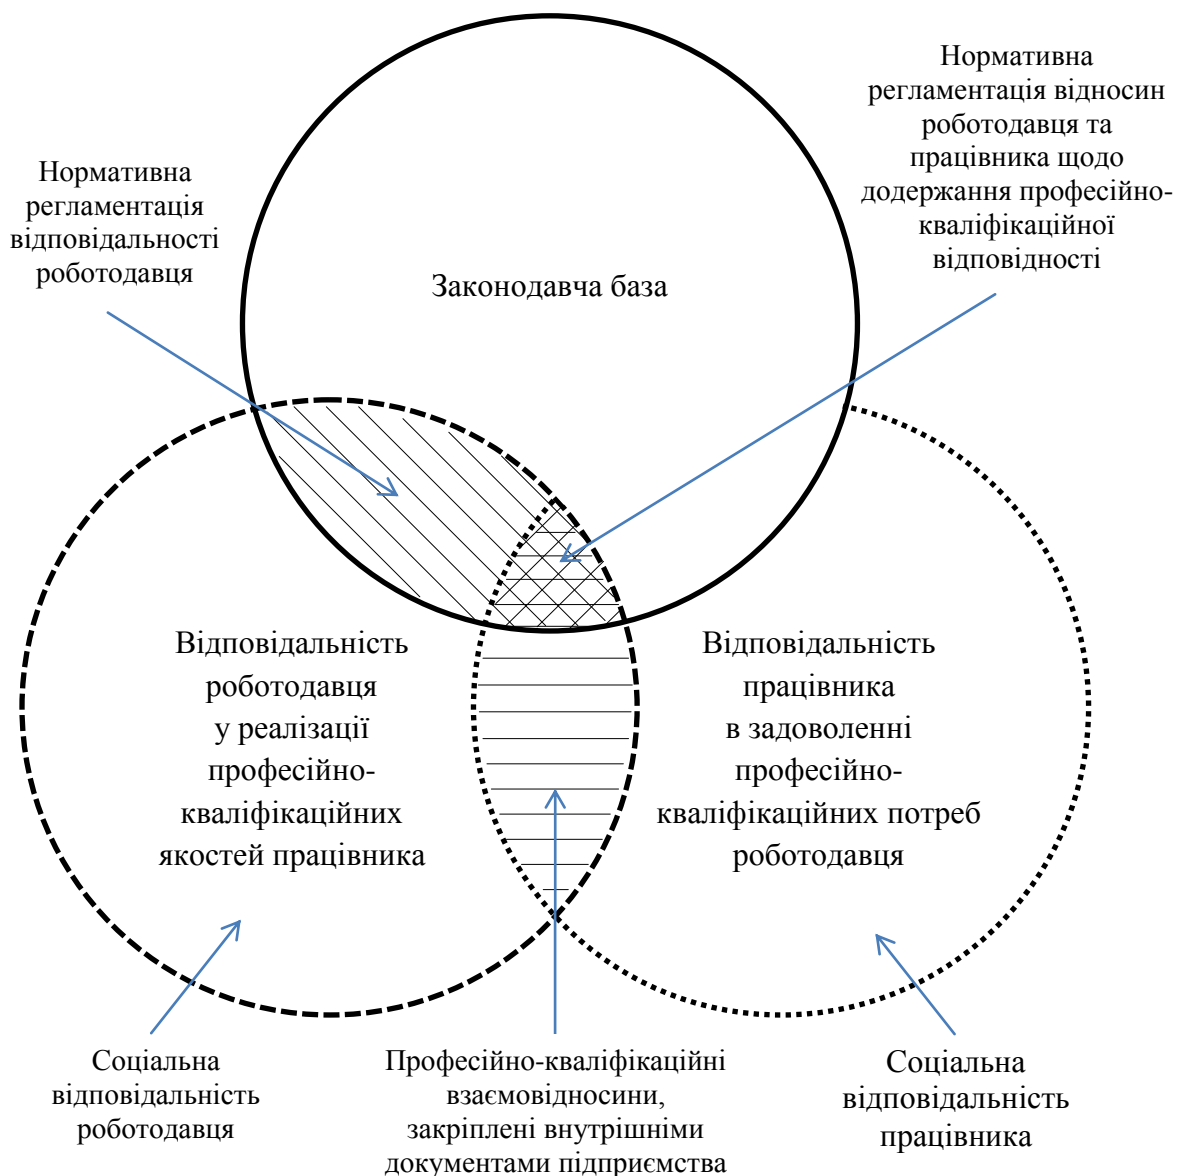 Нормативна
регламентація відносин
роботодавця та
працівника щодо
додержання професійно-
кваліфікаційної
відповідності
Нормативна
регламентація
відповідальності
роботодавця
Законодавча база
Відповідальність
роботодавця
у реалізації
професійно-
кваліфікаційних
якостей працівника
Відповідальність
працівника
в задоволенні
професійно-
кваліфікаційних потреб
роботодавця
Соціальна
відповідальність
роботодавця
Професійно-кваліфікаційні
взаємовідносини,
закріплені внутрішніми
документами підприємства
Соціальна
відповідальність
працівника